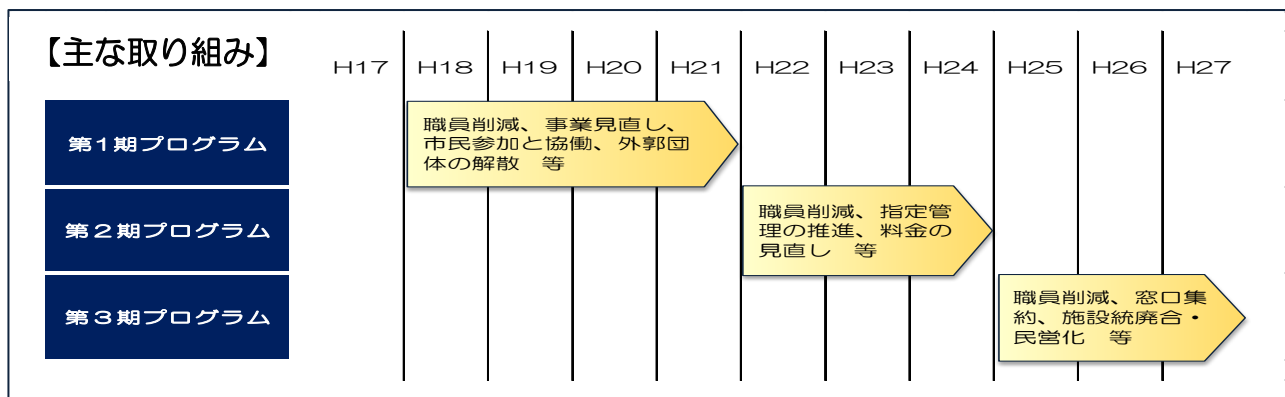 【主な取り組み】
H17 H18 H19 H20 H21 H22 H23 H24 H25 H26 H27
第1期プログラム
職員削減、事業見直し、
市民参加と協働、外郭団
体の解散　等
第2期プログラム
職員削減、指定管
理の推進、料金の
見直し　等
第3期プログラム
職員削減、窓口集
約、施設統廃合・
民営化　等